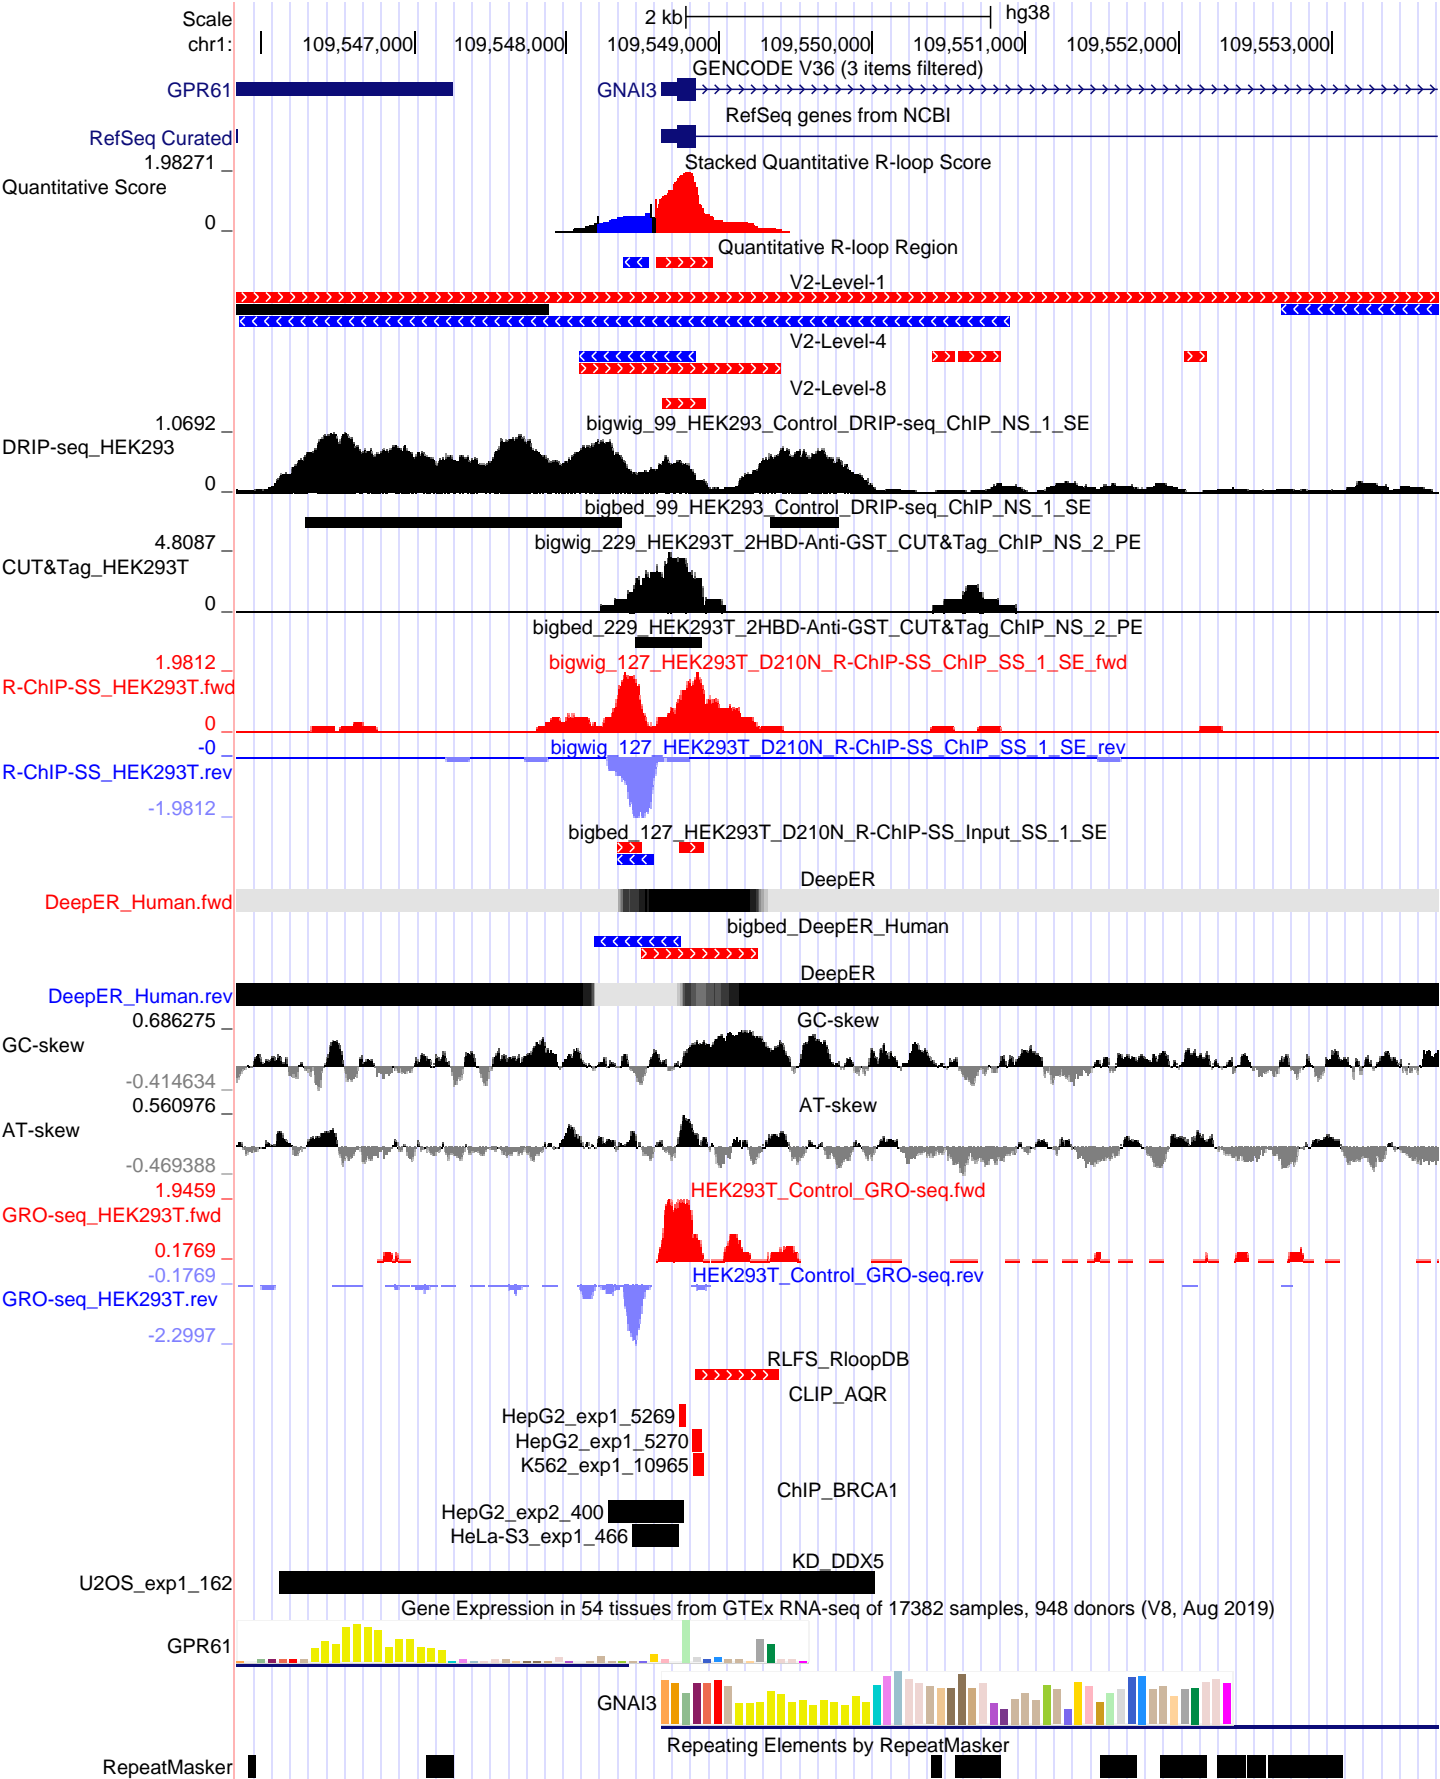 Scale 2 kb hg38
chr1: 109,547,000 109,548,000 109,549,000 109,550,000 109,551,000 109,552,000 109,553,000
GENCODE V36 (3 items filtered)
GPR61 GNAI3
RefSeq genes from NCBI
RefSeq Curated
1.98271 Stacked Quantitative R-loop Score
Quantitative Score
0
Quantitative R-loop Region
V2-Level-1
V2-Level-4
V2-Level-8
1.0692 bigwig_99_HEK293_Control_DRIP-seq_ChIP_NS_1_SE
DRIP-seq_HEK293
0
bigbed_99_HEK293_Control_DRIP-seq_ChIP_NS_1_SE
4.8087 bigwig_229_HEK293T_2HBD-Anti-GST_CUT&Tag_ChIP_NS_2_PE
CUT&Tag_HEK293T
0
bigbed_229_HEK293T_2HBD-Anti-GST_CUT&Tag_ChIP_NS_2_PE
1.9812 bigwig_127_HEK293T_D210N_R-ChIP-SS_ChIP_SS_1_SE_fwd
R-ChIP-SS_HEK293T.fwd
0
-0 bigwig_127_HEK293T_D210N_R-ChIP-SS_ChIP_SS_1_SE_rev
R-ChIP-SS_HEK293T.rev
-1.9812
bigbed_127_HEK293T_D210N_R-ChIP-SS_Input_SS_1_SE
DeepER
DeepER_Human.fwd
bigbed_DeepER_Human
DeepER
DeepER_Human.rev
0.686275 GC-skew
GC-skew
-0.414634
0.560976 AT-skew
AT-skew
-0.469388
1.9459 HEK293T_Control_GRO-seq.fwd
GRO-seq_HEK293T.fwd
0.1769
-0.1769 HEK293T_Control_GRO-seq.rev
GRO-seq_HEK293T.rev
-2.2997
RLFS_RloopDB
CLIP_AQR
HepG2_exp1_5269
HepG2_exp1_5270
K562_exp1_10965
ChIP_BRCA1
HepG2_exp2_400
HeLa-S3_exp1_466
KD_DDX5
U2OS_exp1_162
Gene Expression in 54 tissues from GTEx RNA-seq of 17382 samples, 948 donors (V8, Aug 2019)
GPR61
GNAI3
Repeating Elements by RepeatMasker
RepeatMasker